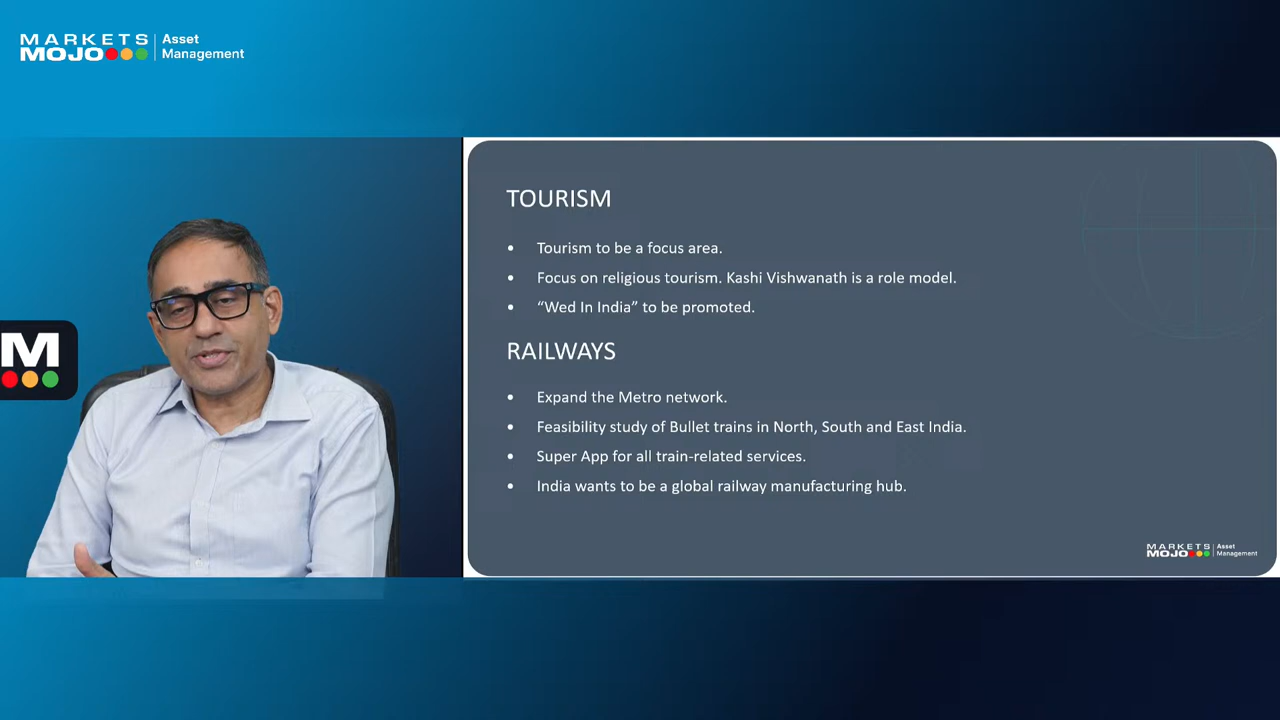 MARKETS Asset
MOJO Management
M
TOURISM
• Tourism to be a focus area.
• Focus on religious tourism. Kashi Vishwanath is a role model.
• “Wed In India” to be promoted.
RAILWAYS
• Expand the Metro network.
• Feasibility study of Bullet trains in North, South and East India.
• Super App for all train-related services.
• India wants to be a global railway manufacturing hub.
MARKETS Asset
MOJO Management